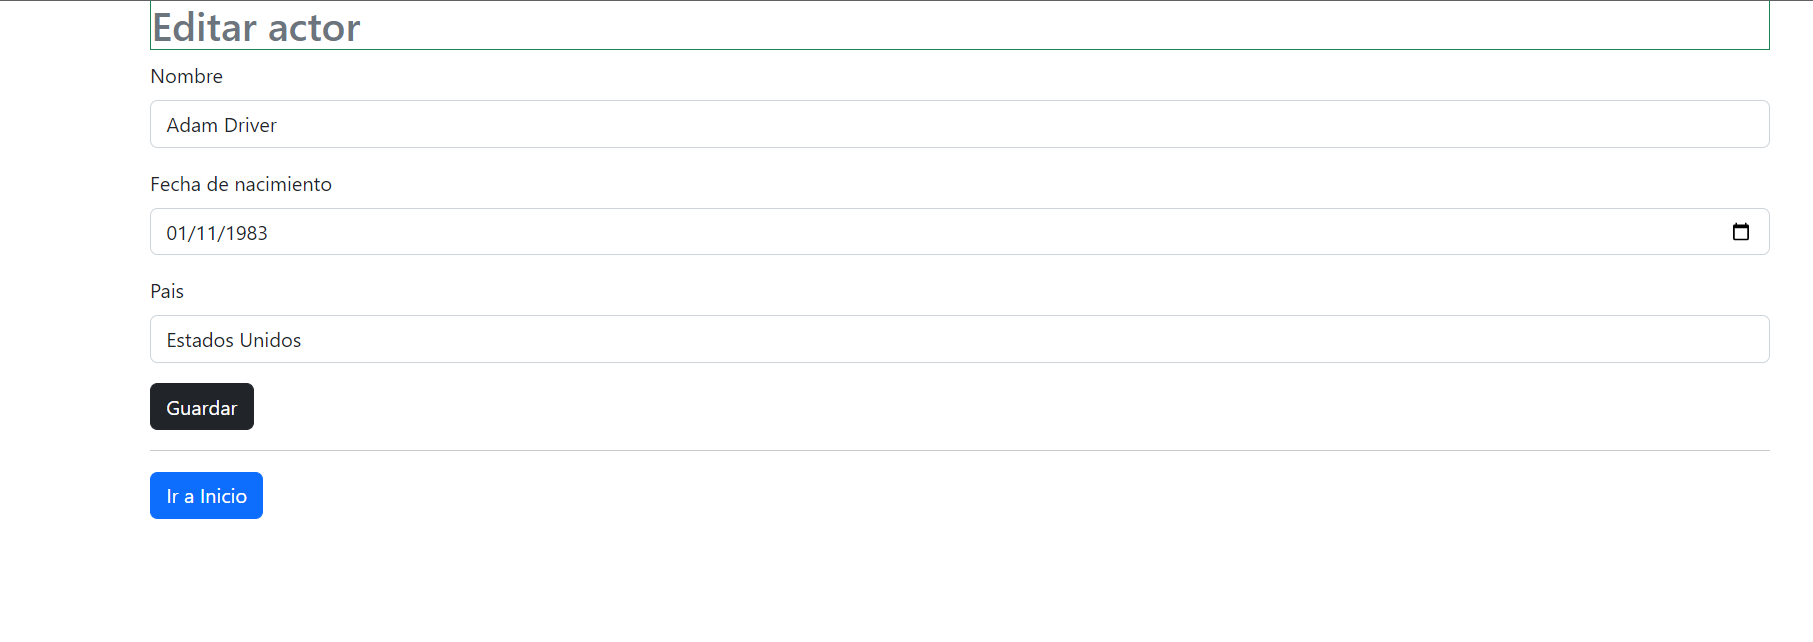 Editar actor
Nombre
Adam Driver
Fecha de nacimiento
01/11/1983
Pais
Estados Unidos
Guardar
Ir a Inicio